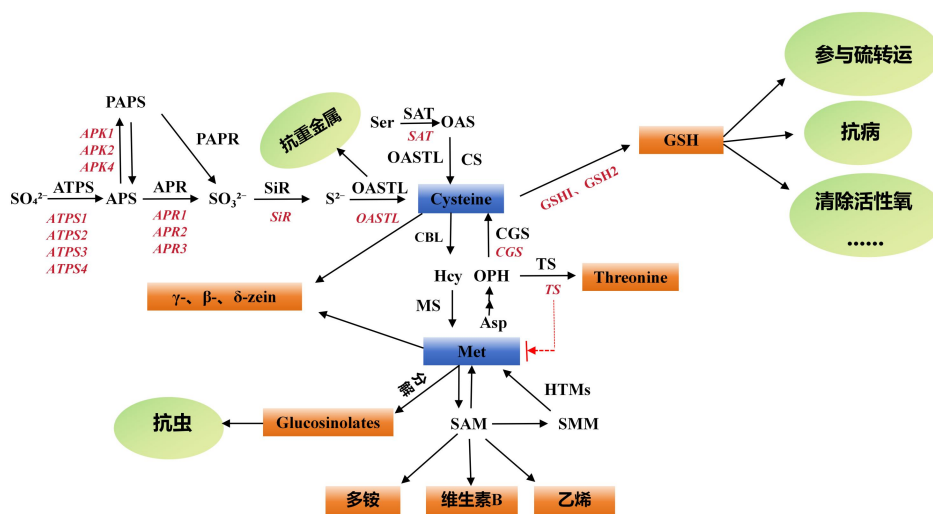 参与硫转运
PAPS
APK1
APK2
APK4
PAPR
抗重金属
Ser
SAT
SAT
OAS
OASTL
CS
GSH
抗病
SO₄²⁻
ATPS
ATPS1
ATPS2
ATPS3
ATPS4
APS
APR
APR1
APR2
APR3
SO₃²⁻
SiR
SiR
S²⁻
OASTL
OASTL
Cysteine
GSH1、GSH2
清除活性氧
......
CBL
CGS
CGS
Hcy
OPH
TS
TS
Threonine
γ-、β-、δ-zein
MS
Asp
Met
分解
HTMs
抗虫
Glucosinolates
SAM
SMM
多铵
维生素B
乙烯